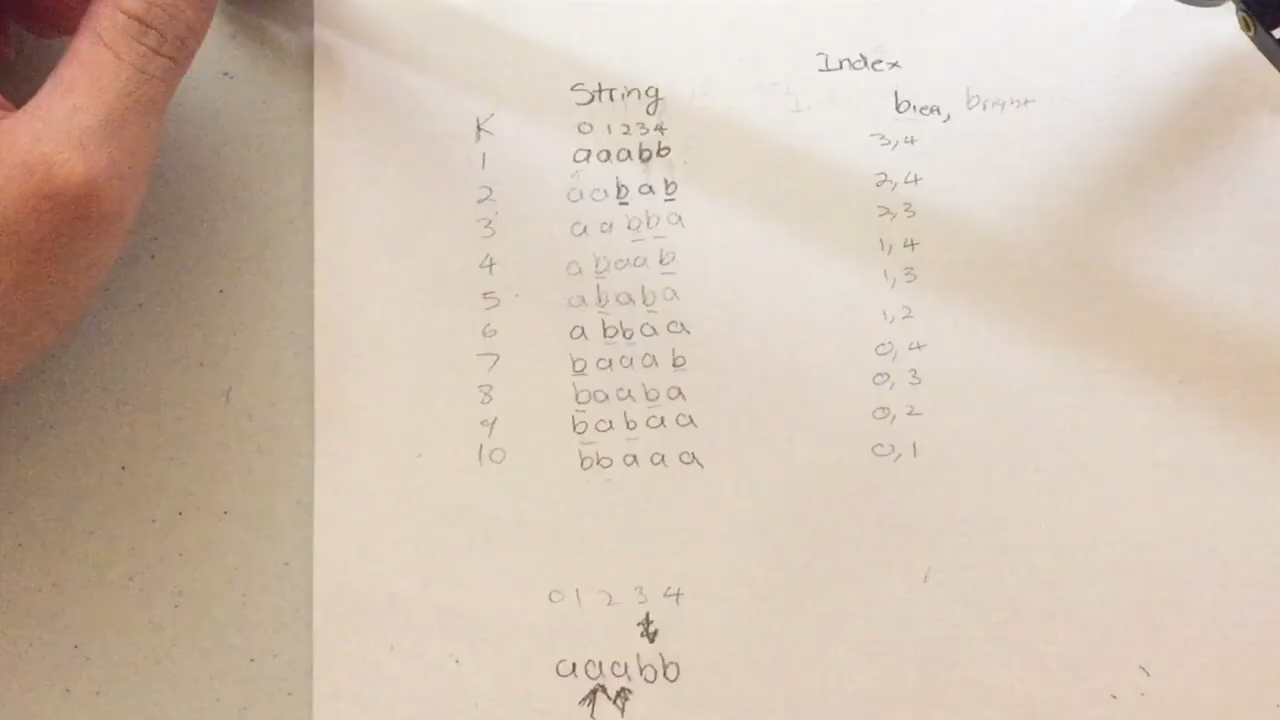 Index
String
bleft, bright
K 01234 3,4
1 aaabb
2 aabab 2,4
3 aabba 2,3
4 abaab 1,4
5 ababa 1,3
6 abbaa 1,2
7 baaab 0,4
8 baaba 0,3
9 babaa 0,2
10 bbaaa 0,1
01234
aaabb